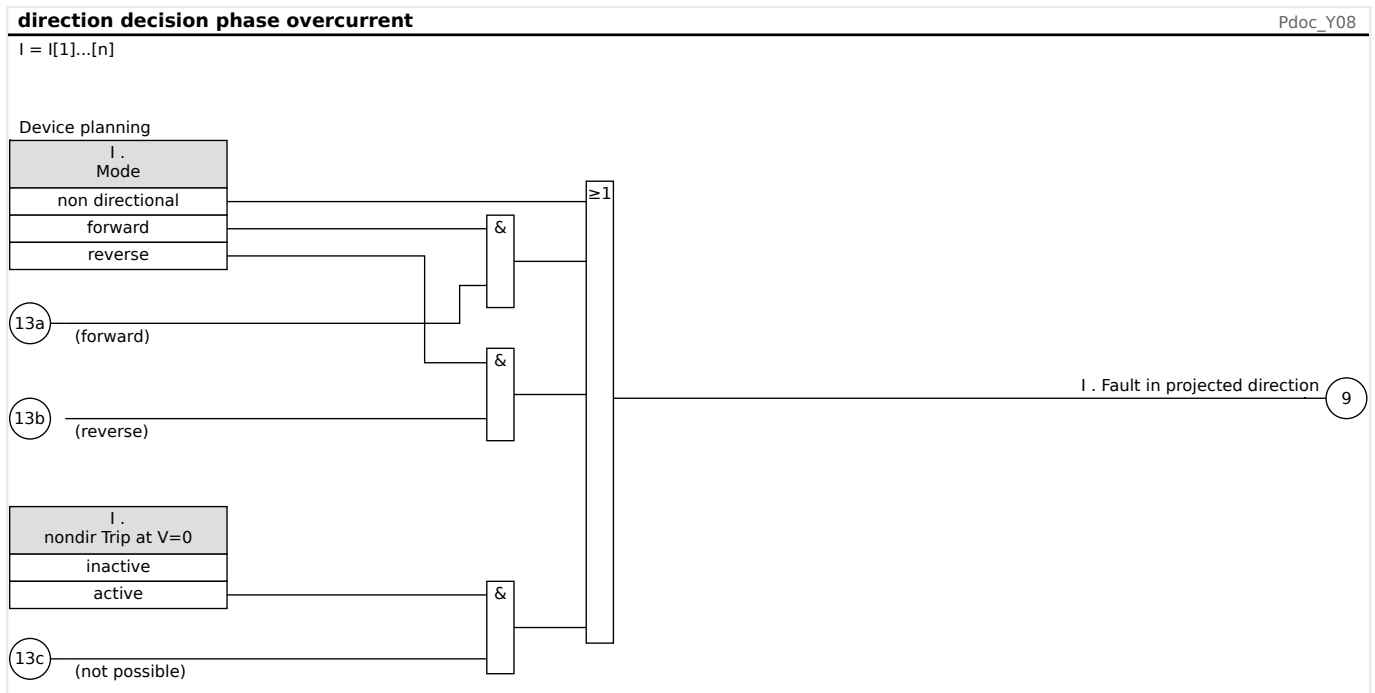 direction decision phase overcurrent
Pdoc_Y08
I = I[1]...[n]
Device planning
I .
Mode
non directional
forward
reverse
≥1
&
13a
(forward)
&
13b
(reverse)
I . Fault in projected direction
9
I .
nondir Trip at V=0
inactive
active
&
13c
(not possible)